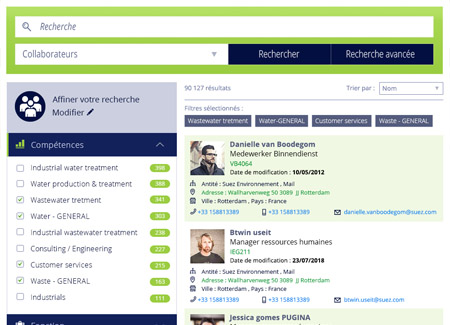 Recherche
Collaborateurs
Rechercher
Recherche avancée
Affiner votre recherche
Modifier
Compétences
Industrial water treatment 398
Water production & treatment 388
Wastewater tretment 341
Water - GENERAL 303
Industrial wastewater treatment 238
Consulting / Engineering 227
Customer services 215
Waste - GENERAL 163
Industrials 111
90 127 résultats
Trier par : Nom
Filtres sélectionnés :
Wastewater tretment Water-GENERAL Customer services Waste - GENERAL
Danielle van Boodegom
Medewerker Binnendienst
VB4064
Date de modification : 10/05/2012
Antité : Suez Environnement , Mail
Adresse : Wallharvenweg 50 3089 JJ Rotterdam
Ville : Rotterdam , Pays : France
+33 158813389 +33 158813389 danielle.vanboodegom@suez.com
Btwin useit
Manager ressources humaines
IEG211
Date de modification : 23/07/2018
Antité : Suez Environnement , Mail
Adresse : Wallharvenweg 50 3089 JJ Rotterdam
Ville : Rotterdam , Pays : France
+33 158813389 +33 158813389 btwin.useit@suez.com
Jessica gomes PUGINA